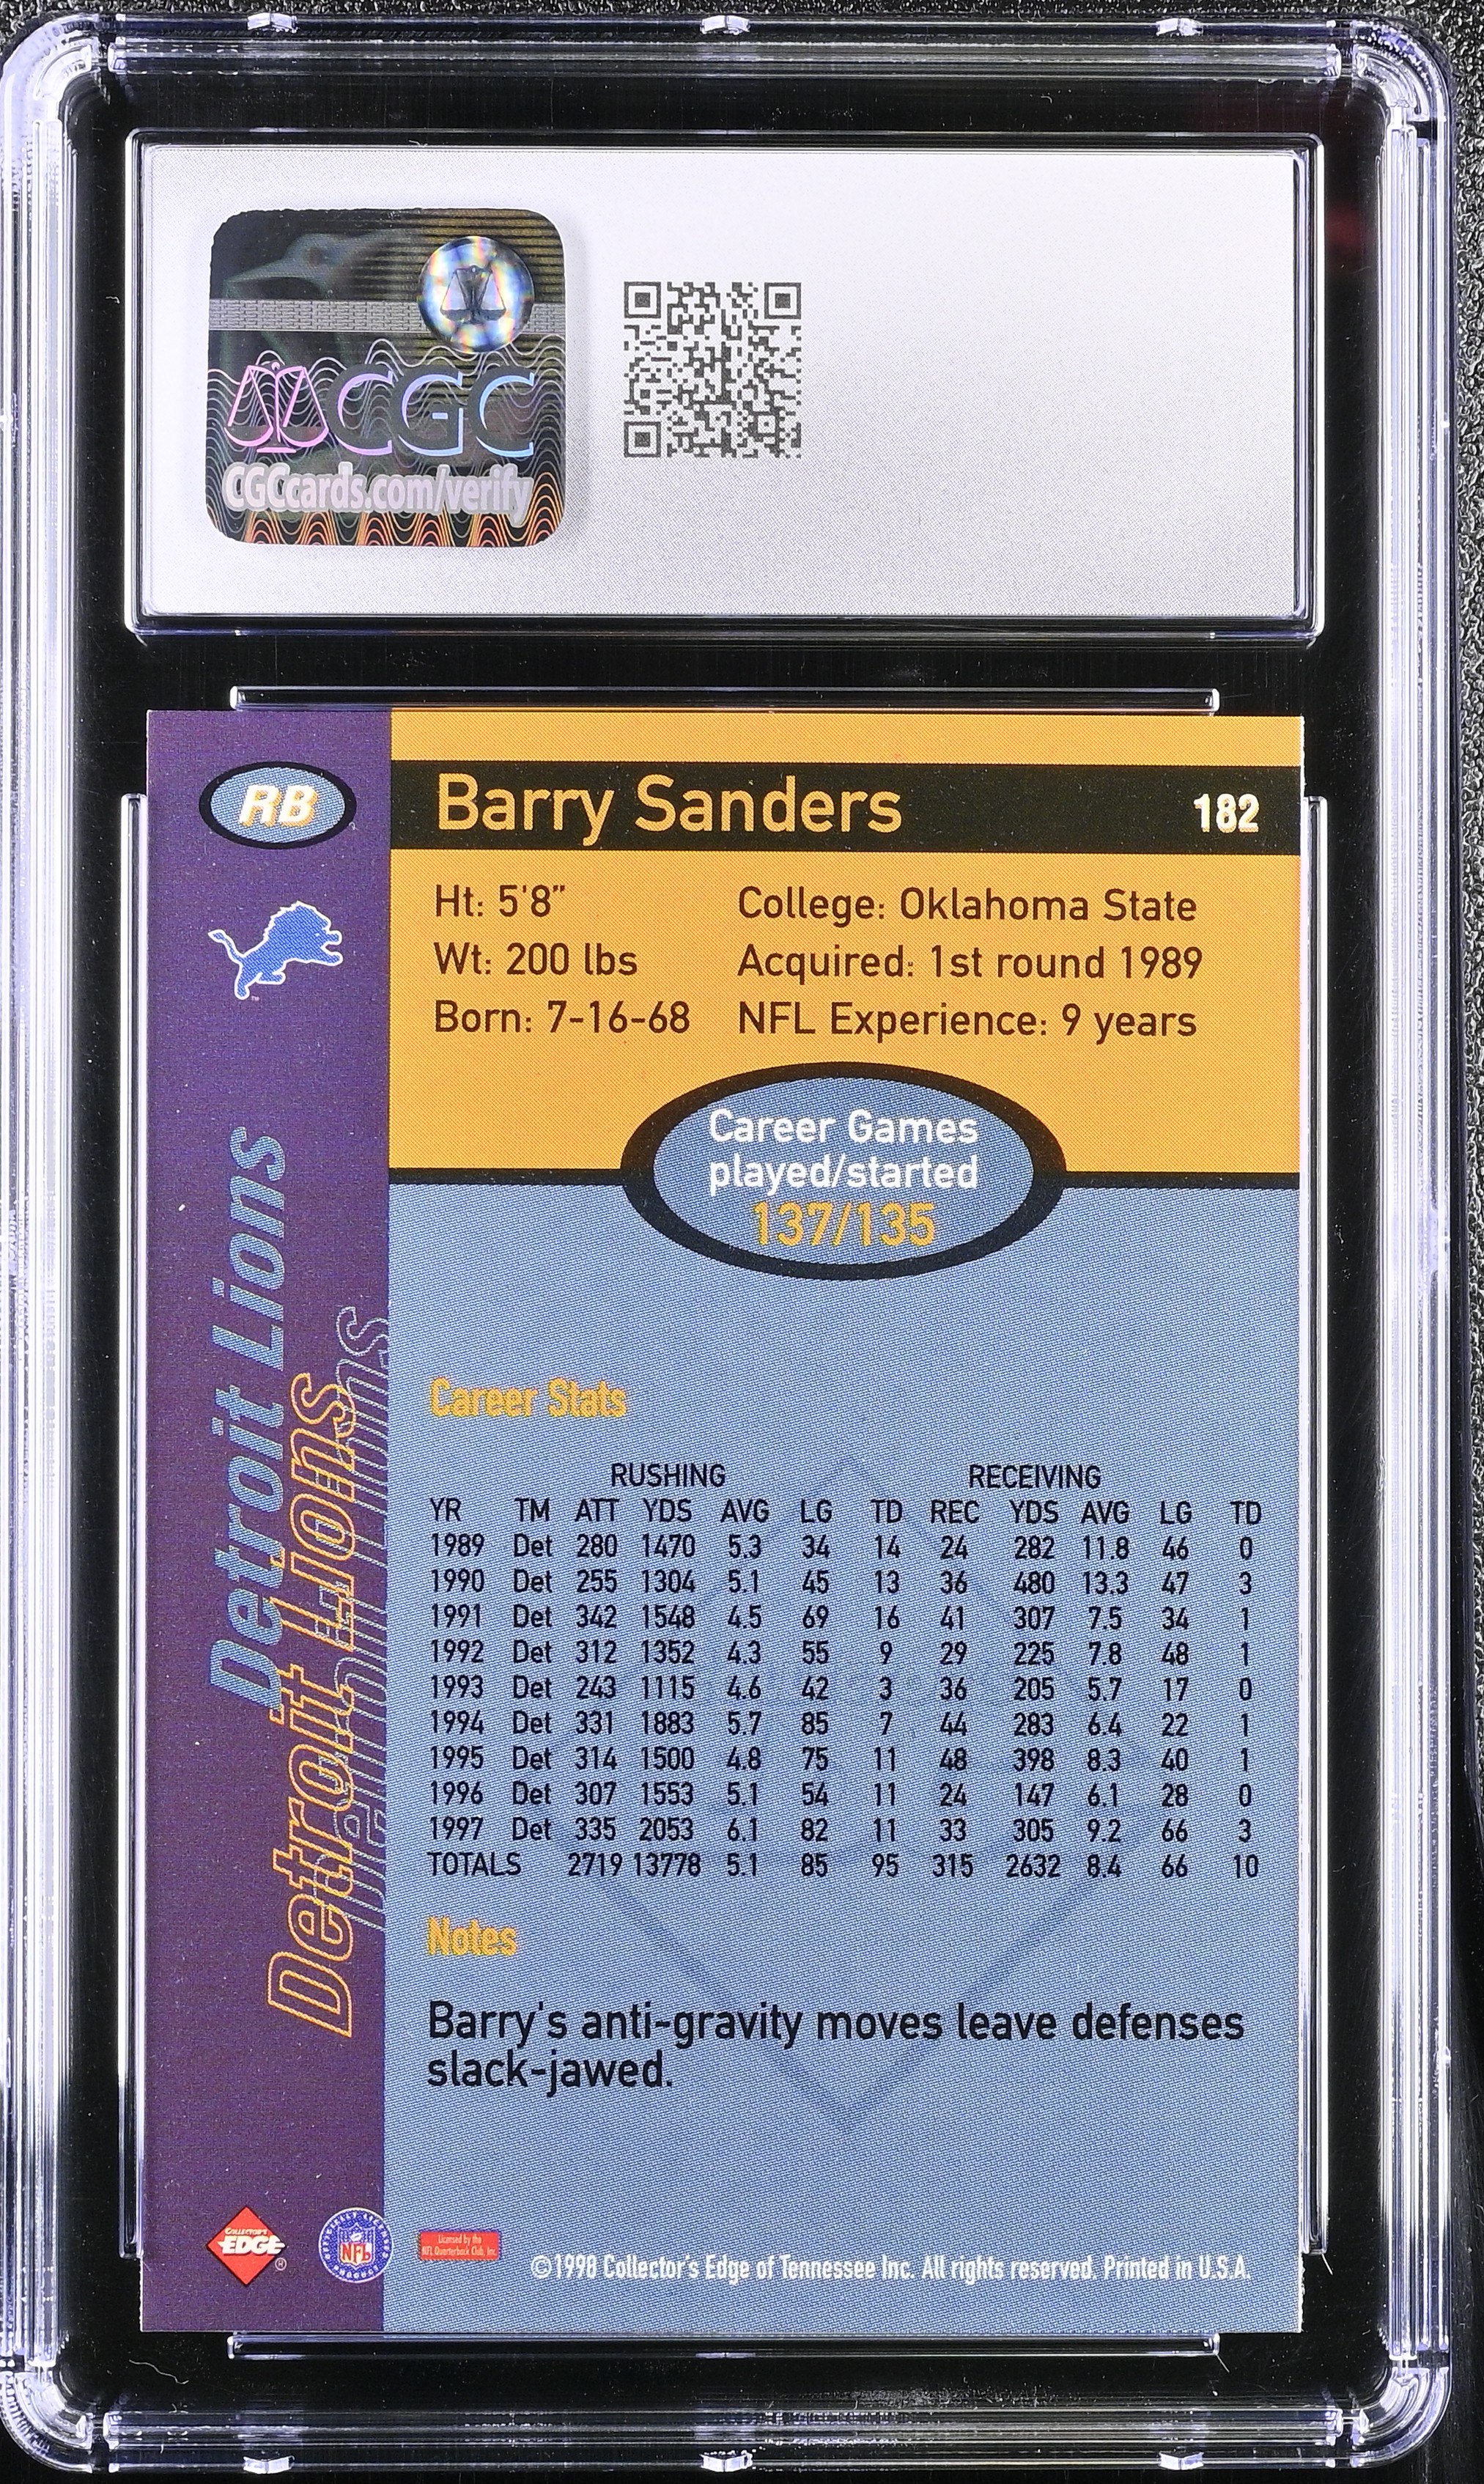 CGC
CGCcards.com/verify
RB
Barry Sanders 182
Ht: 5'8” College: Oklahoma State
Wt: 200 lbs Acquired: 1st round 1989
Born: 7-16-68 NFL Experience: 9 years
Career Games
played/started
137/135
Detroit Lions
Detroit Lions
Detroit Lions
Career Stats
RUSHING RECEIVING
YR TM ATT YDS AVG LG TD REC YDS AVG LG TD
1989 Det 280 1470 5.3 34 14 24 282 11.8 46 0
1990 Det 255 1304 5.1 45 13 36 480 13.3 47 3
1991 Det 342 1548 4.5 69 16 41 307 7.5 34 1
1992 Det 312 1352 4.3 55 9 29 225 7.8 48 1
1993 Det 243 1115 4.6 42 3 36 205 5.7 17 0
1994 Det 331 1883 5.7 85 7 44 283 6.4 22 1
1995 Det 314 1500 4.8 75 11 48 398 8.3 40 1
1996 Det 307 1553 5.1 54 11 24 147 6.1 28 0
1997 Det 335 2053 6.1 82 11 33 305 9.2 66 3
TOTALS 2719 13778 5.1 85 95 315 2632 8.4 66 10
Notes
Barry's anti-gravity moves leave defenses
slack-jawed.
COLLECTOR'S
EDGE ®
NFL
Licensed by the
NFL Quarterback Club, Inc.
©1998 Collector's Edge of Tennessee Inc. All rights reserved. Printed in U.S.A.